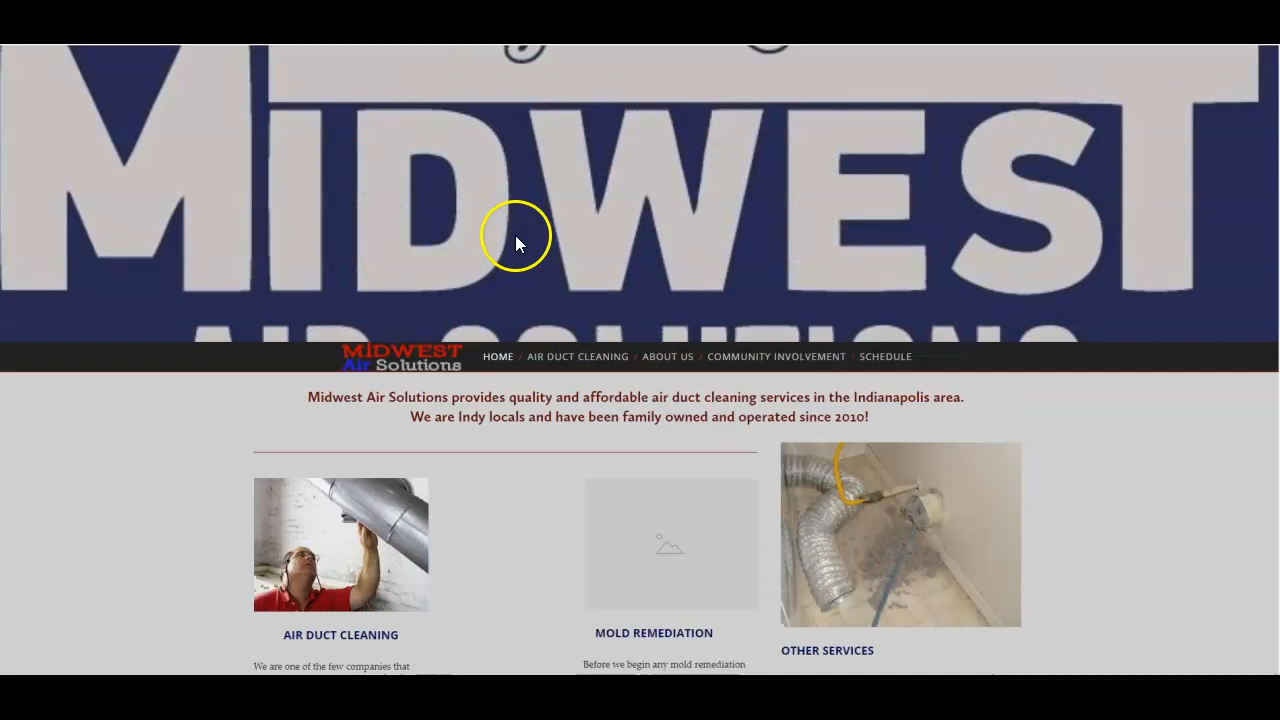 MIDWEST
AIR SOLUTIONS
MIDWEST
Air Solutions
HOME / AIR DUCT CLEANING / ABOUT US / COMMUNITY INVOLVEMENT / SCHEDULE
Midwest Air Solutions provides quality and affordable air duct cleaning services in the Indianapolis area.
We are Indy locals and have been family owned and operated since 2010!
AIR DUCT CLEANING
We are one of the few companies that
MOLD REMEDIATION
Before we begin any mold remediation
OTHER SERVICES